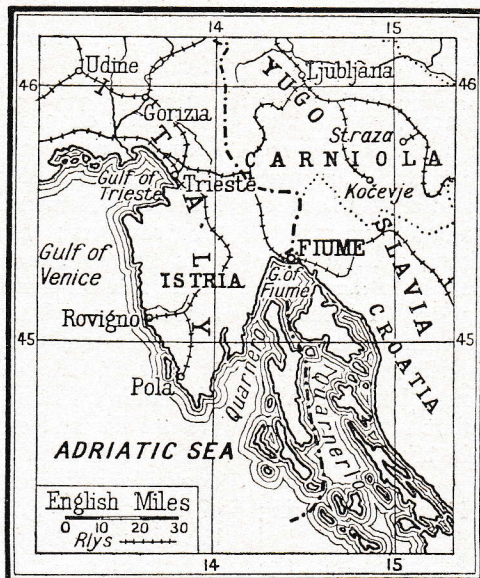 14 15
Udine
YUGO
Ljubljana
46 46
Gorizia
ITALY
Straza
CARNIOLA
Gulf of
Trieste
Trieste
Kočevje
SLAVIA
Gulf of
Venice
FIUME
ISTRIA
G. of
Fiume
CROATIA
Rovigno
45 45
Pola
Quarnero
Quarnerl
ADRIATIC SEA
English Miles
0 10 20 30
Rlys
14 15